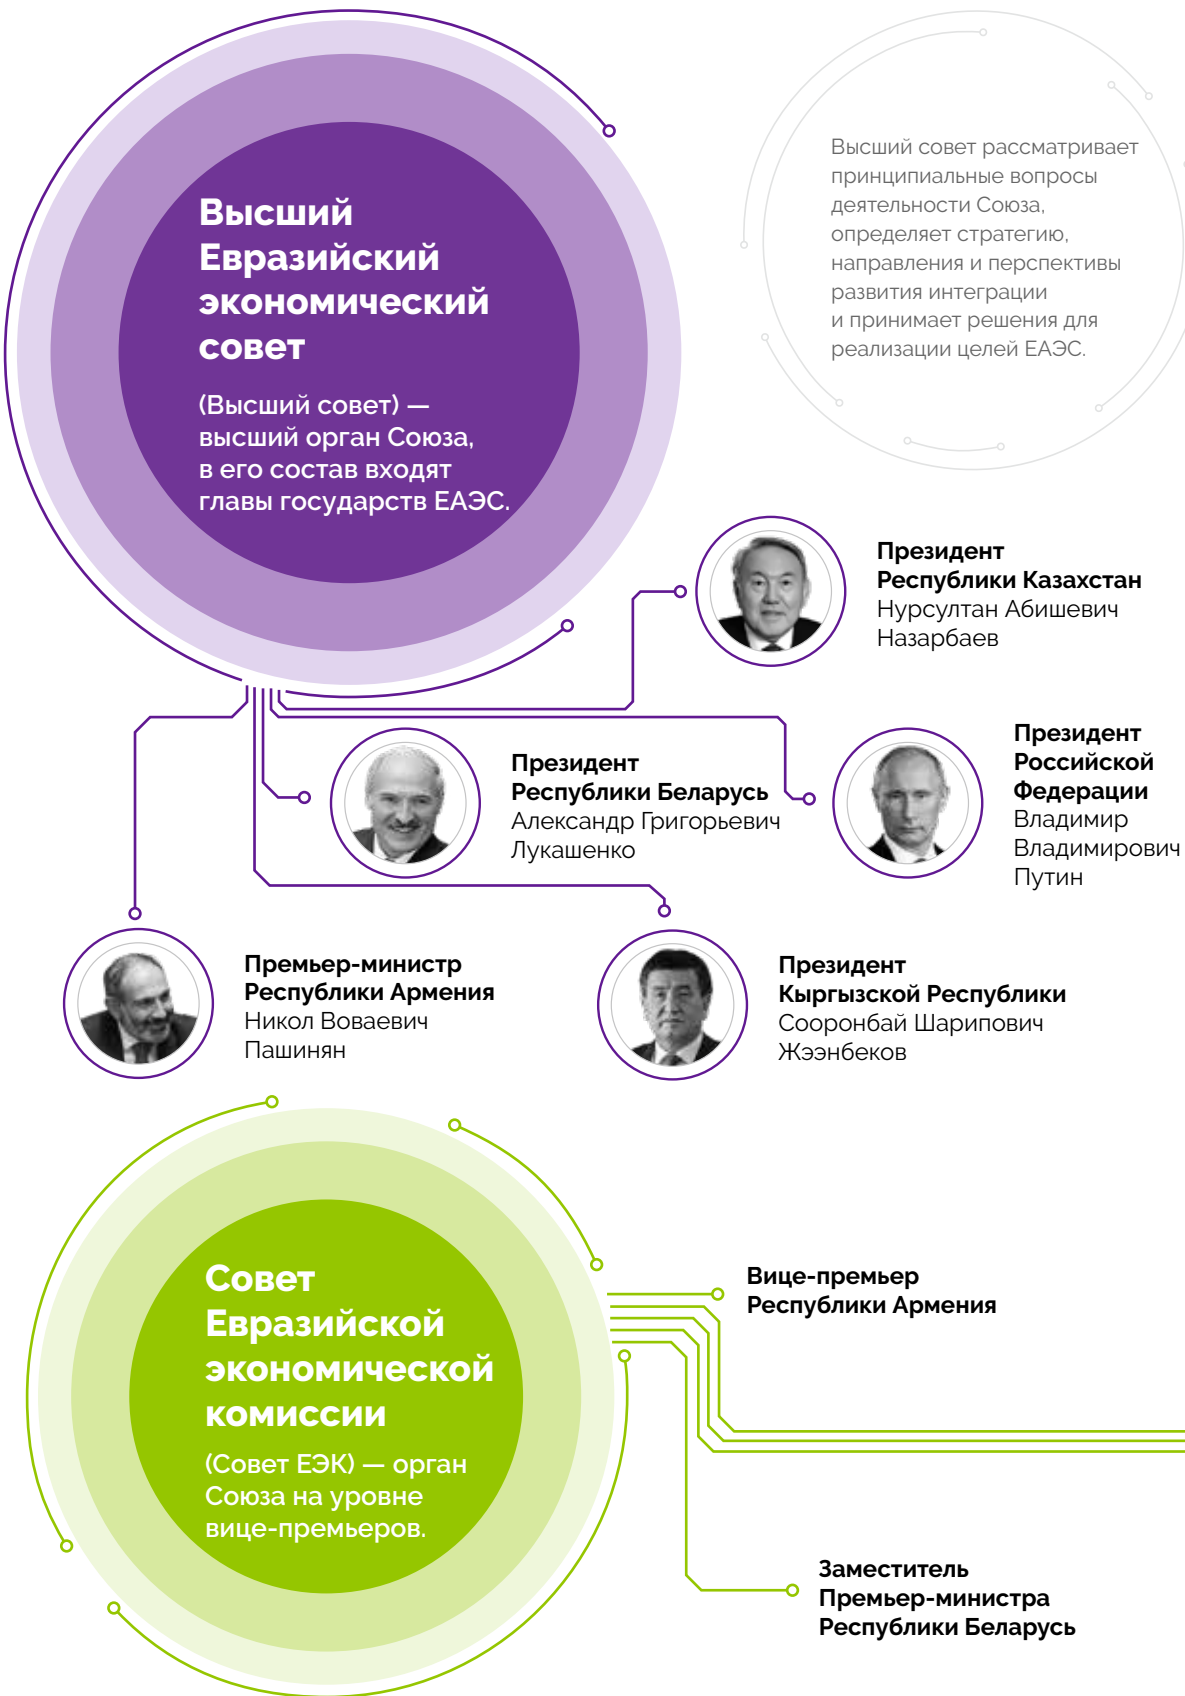 Высший
Евразийский
экономический
совет
(Высший совет) —
высший орган Союза,
в его состав входят
главы государств ЕАЭС.
Высший совет рассматривает
принципиальные вопросы
деятельности Союза,
определяет стратегию,
направления и перспективы
развития интеграции
и принимает решения для
реализации целей ЕАЭС.
Президент
Республики Казахстан
Нурсултан Абишевич
Назарбаев
Президент
Республики Беларусь
Александр Григорьевич
Лукашенко
Президент
Российской
Федерации
Владимир
Владимирович
Путин
Премьер-министр
Республики Армения
Никол Воваевич
Пашинян
Президент
Кыргызской Республики
Сооронбай Шарипович
Жээнбеков
Совет
Евразийской
экономической
комиссии
(Совет ЕЭК) — орган
Союза на уровне
вице-премьеров.
Вице-премьер
Республики Армения
Заместитель
Премьер-министра
Республики Беларусь